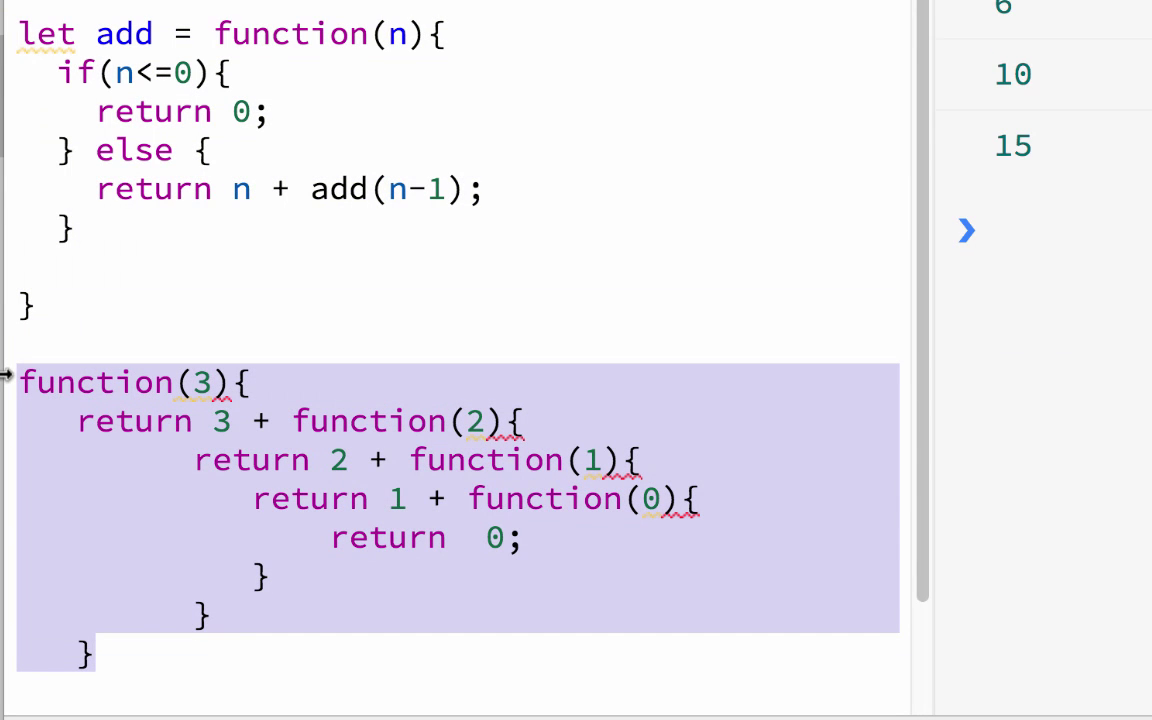 let add = function(n){
if(n<=0){
return 0;
} else {
return n + add(n-1);
}
}
function(3){
return 3 + function(2){
return 2 + function(1){
return 1 + function(0){
return  0;
}
}
}
6
10
15
❯